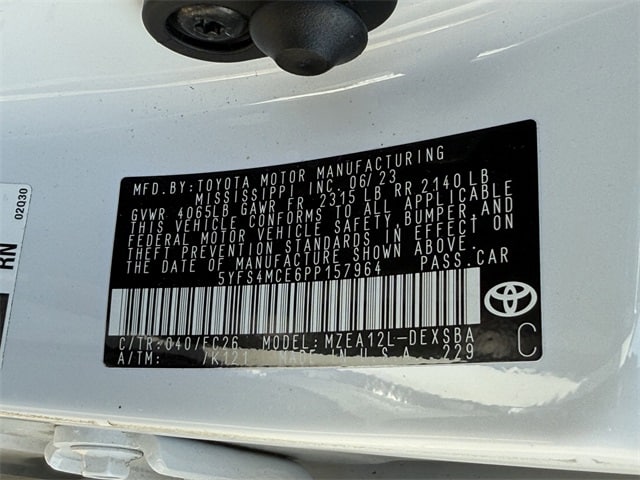 MFD.BY: TOYOTA MOTOR MANUFACTURING
MISSISSIPPI, INC. 06/23
GVWR 4065LB GAWR FR 2315 LB RR 2140 LB
THIS VEHICLE CONFORMS TO ALL APPLICABLE
FEDERAL MOTOR VEHICLE SAFETY, BUMPER, AND
THEFT PREVENTION STANDARDS IN EFFECT ON
THE DATE OF MANUFACTURE SHOWN ABOVE.
5YFS4MCE6PP157964 PASS.CAR
C/TR: 040/FC26 MODEL: MZEA12L-DEXSBA
A/TM: /K121 MADE IN U.S.A. 229
C
02Q30
RN